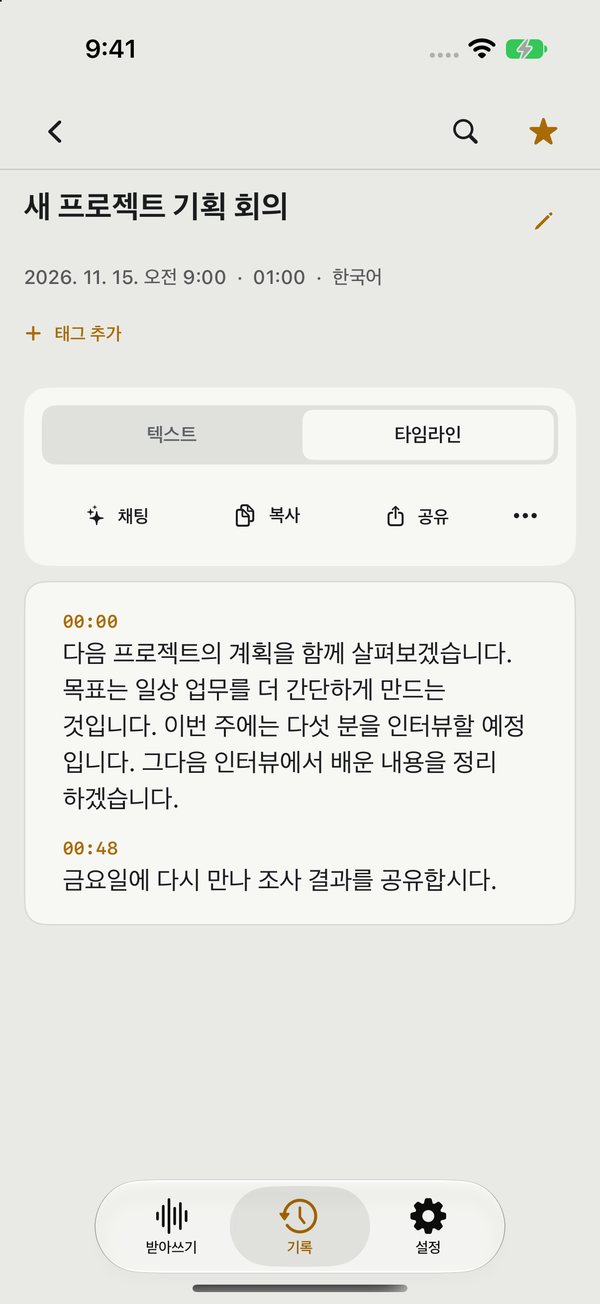 9:41
새 프로젝트 기획 회의
2026. 11. 15. 오전 9:00 · 01:00 · 한국어
+ 태그 추가
텍스트 타임라인
채팅 복사 공유
00:00
다음 프로젝트의 계획을 함께 살펴보겠습니다.
목표는 일상 업무를 더 간단하게 만드는
것입니다. 이번 주에는 다섯 분을 인터뷰할 예정
입니다. 그다음 인터뷰에서 배운 내용을 정리
하겠습니다.
00:48
금요일에 다시 만나 조사 결과를 공유합시다.
받아쓰기 기록 설정